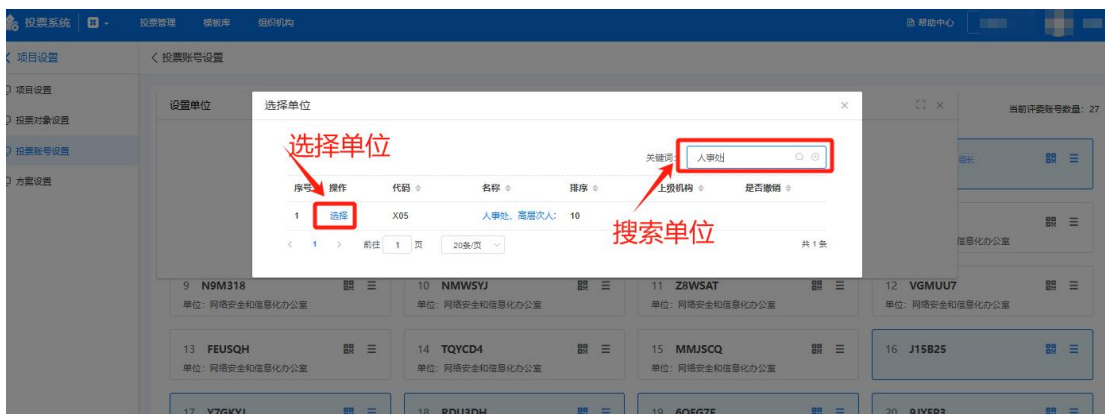 投票系统
投票管理 模板库 组织机构
帮助中心
项目设置
投票账号设置
项目设置
投票对象设置
投票账号设置
方案设置
设置单位
当前评委账号数量: 27
选择单位
选择单位
关键词: 人事处
序号 操作 代码 名称 排序 上级机构 是否撤销
1 选择 X05 人事处、高层次人: 10
搜索单位
1 前往 1 页 20条/页 共 1 条
组长
信息化办公室
9 N9M318
单位: 网络安全和信息化办公室
10 NMWSYJ
单位: 网络安全和信息化办公室
11 Z8WSAT
单位: 网络安全和信息化办公室
12 VGMUU7
单位: 网络安全和信息化办公室
13 FEUSQH
单位: 网络安全和信息化办公室
14 TQYCD4
单位: 网络安全和信息化办公室
15 MMJSCQ
单位: 网络安全和信息化办公室
16 J15B25
17 Y7GKYL
18 RDU3DH